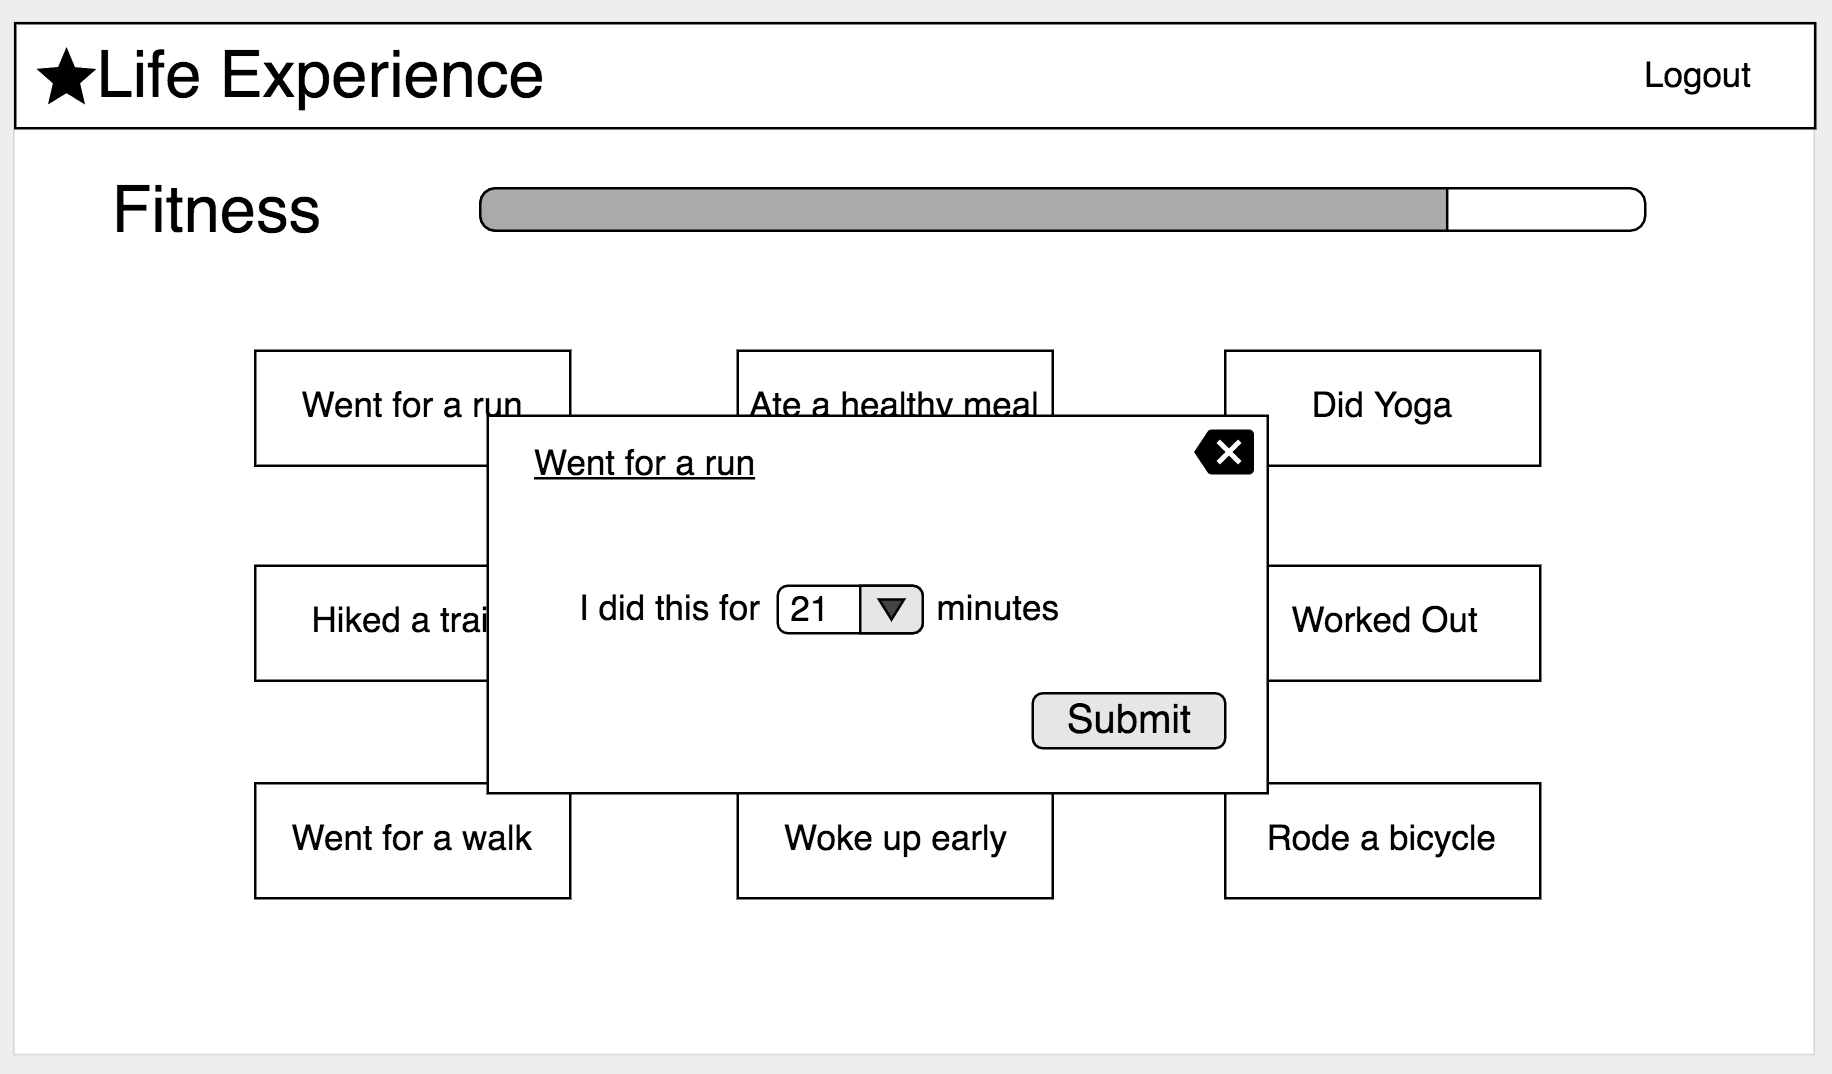 Life Experience
Logout
Fitness
Went for a run
Ate a healthy meal
Did Yoga
Went for a run
I did this for 21 minutes
Hiked a trai
Worked Out
Submit
Went for a walk
Woke up early
Rode a bicycle